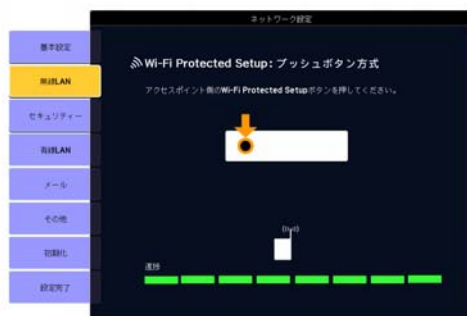 ネットワーク設定
基本設定
無線LAN
セキュリティー
有線LAN
メール
その他
初期化
設定完了
Wi-Fi Protected Setup: プッシュボタン方式
アクセスポイント側のWi-Fi Protected Setupボタンを押してください。
進捗